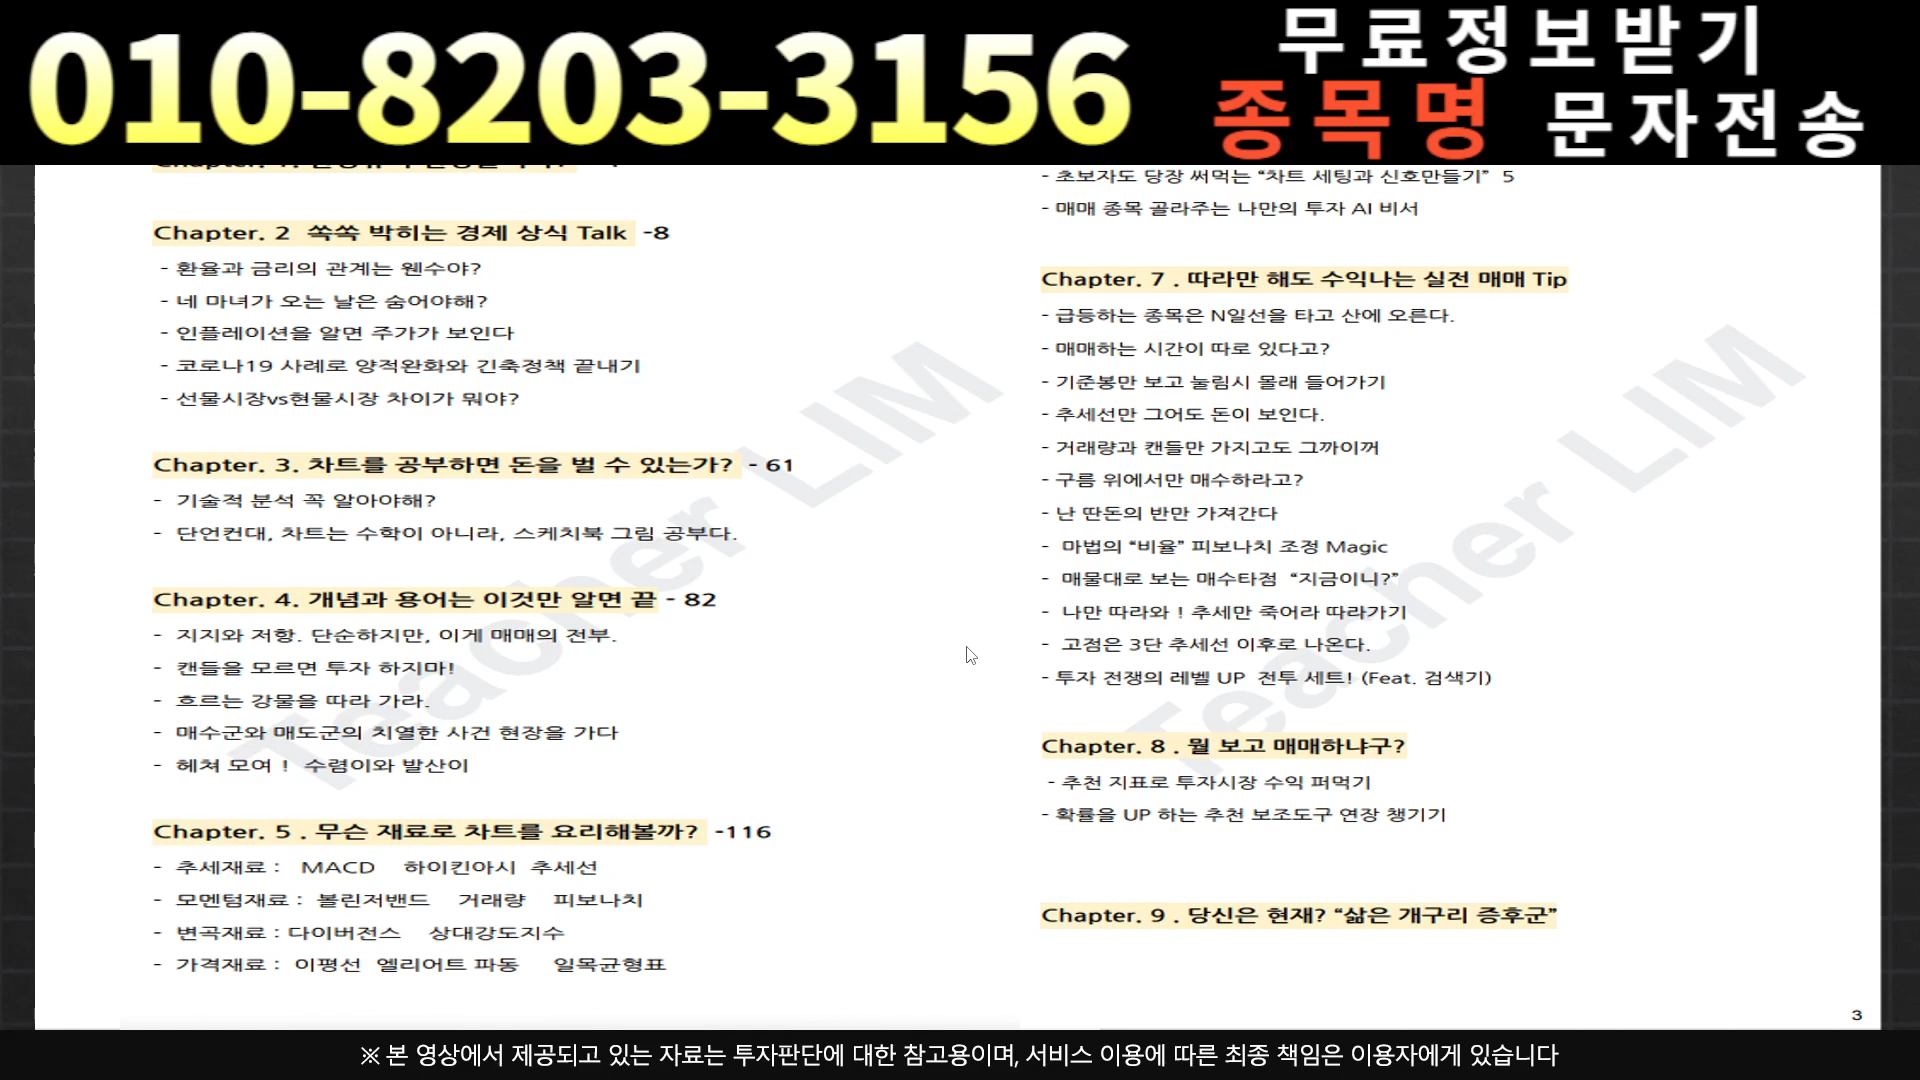 010-8203-3156
무료정보받기
종목명 문자전송
Chapter. 2 쏙쏙 박히는 경제 상식 Talk -8
- 환율과 금리의 관계는 웬수야?
- 네 마녀가 오는 날은 숨어야해?
- 인플레이션을 알면 주가가 보인다
- 코로나19 사례로 양적완화와 긴축정책 끝내기
- 선물시장vs현물시장 차이가 뭐야?
Chapter. 3. 차트를 공부하면 돈을 벌 수 있는가? - 61
- 기술적 분석 꼭 알아야해?
- 단언컨대, 차트는 수학이 아니라, 스케치북 그림 공부다.
Chapter. 4. 개념과 용어는 이것만 알면 끝 - 82
- 지지와 저항. 단순하지만, 이게 매매의 전부.
- 캔들을 모르면 투자 하지마!
- 흐르는 강물을 따라 가라.
- 매수군와 매도군의 치열한 사건 현장을 가다
- 헤쳐 모여 ! 수렴이와 발산이
Chapter. 5 . 무슨 재료로 차트를 요리해볼까? -116
- 추세재료 : MACD 하이킨아시 추세선
- 모멘텀재료 : 볼린저밴드 거래량 피보나치
- 변곡재료 : 다이버전스 상대강도지수
- 가격재료 : 이평선 엘리어트 파동 일목균형표
- 초보자도 당장 써먹는 “차트 세팅과 신호만들기” 5
- 매매 종목 골라주는 나만의 투자 AI 비서
Chapter. 7 . 따라만 해도 수익나는 실전 매매 Tip
- 급등하는 종목은 N일선을 타고 산에 오른다.
- 매매하는 시간이 따로 있다고?
- 기준봉만 보고 눌림시 몰래 들어가기
- 추세선만 그어도 돈이 보인다.
- 거래량과 캔들만 가지고도 그까이꺼
- 구름 위에서만 매수하라고?
- 난 딴돈의 반만 가져간다
- 마법의 “비율” 피보나치 조정 Magic
- 매물대로 보는 매수타점 “지금이니?”
- 나만 따라와 ! 추세만 죽어라 따라가기
- 고점은 3단 추세선 이후로 나온다.
- 투자 전쟁의 레벨 UP 전투 세트! (Feat. 검색기)
Chapter. 8 . 뭘 보고 매매하냐구?
- 추천 지표로 투자시장 수익 퍼먹기
- 확률을 UP 하는 추천 보조도구 연장 챙기기
Chapter. 9 . 당신은 현재? “삶은 개구리 증후군”
Teacher LIM
Teacher LIM
3
※ 본 영상에서 제공되고 있는 자료는 투자판단에 대한 참고용이며, 서비스 이용에 따른 최종 책임은 이용자에게 있습니다